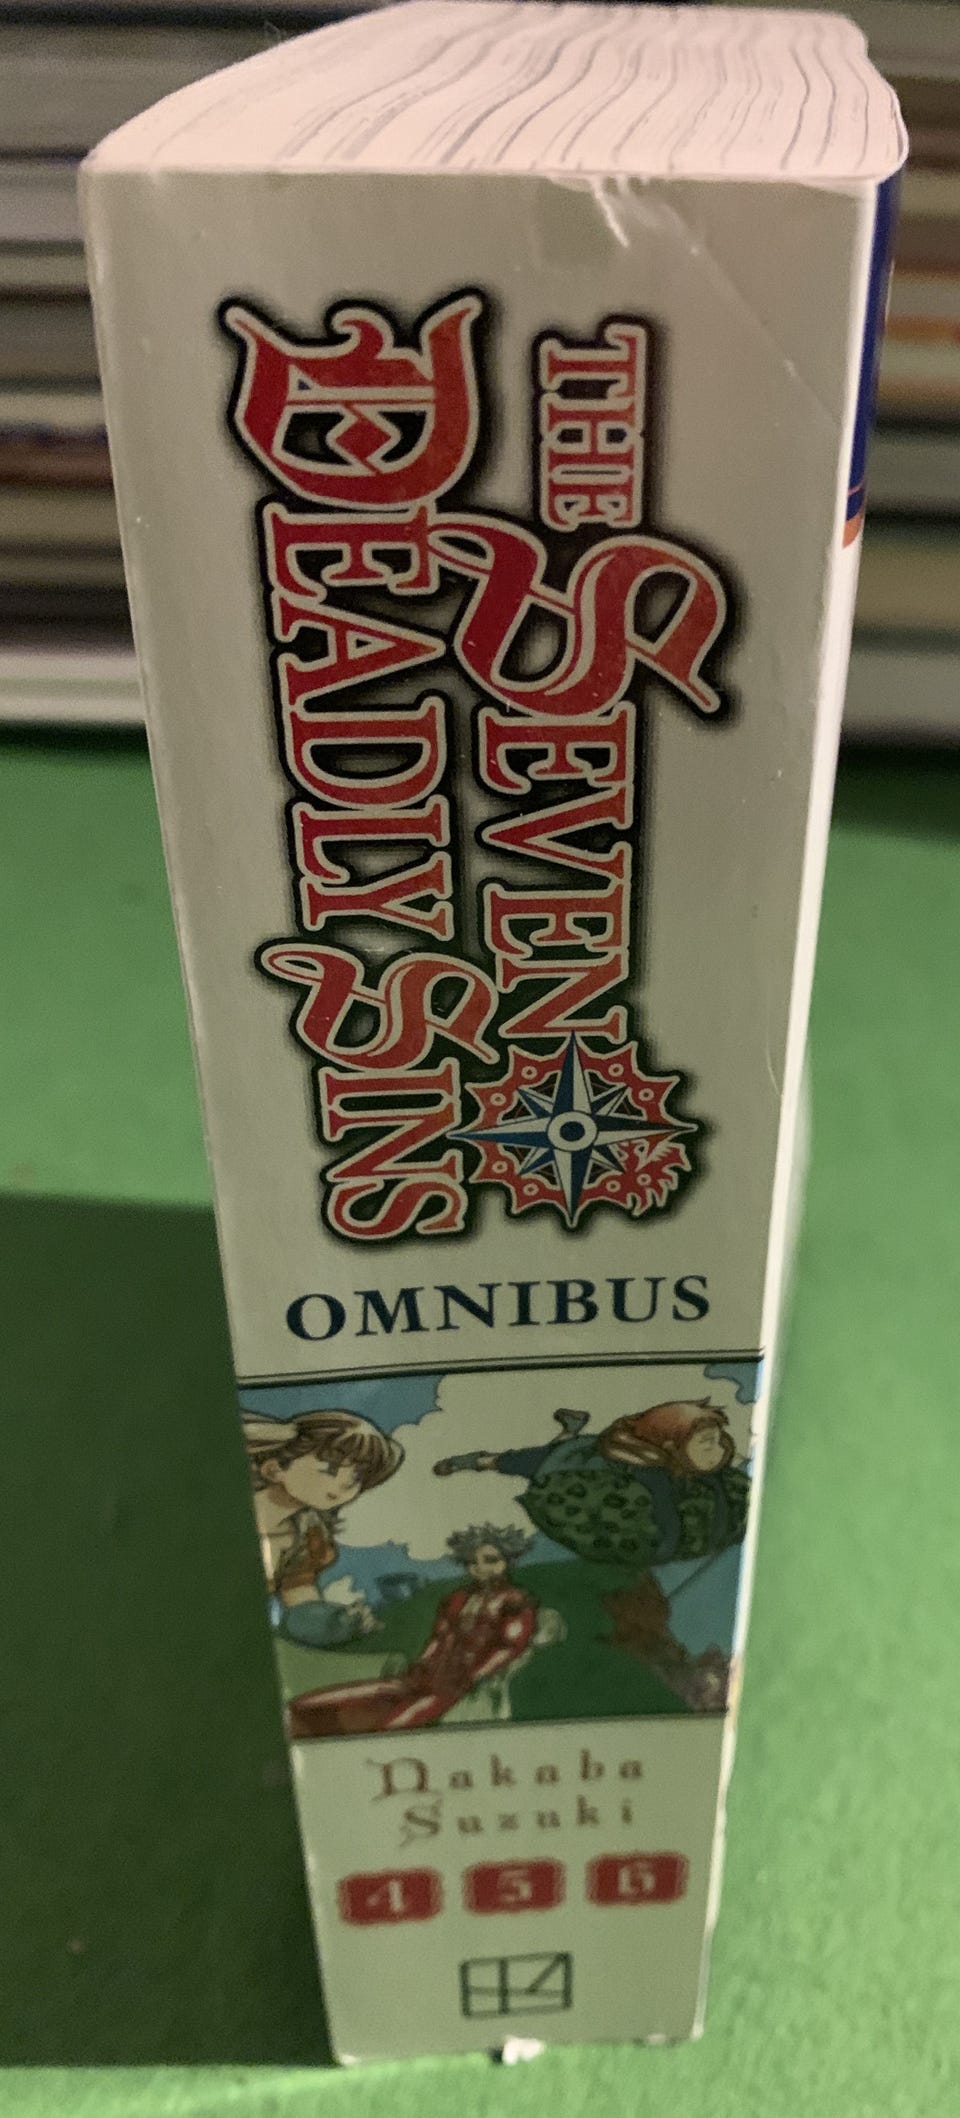 THE SEVEN
DEADLY SINS
OMNIBUS
Nakaba
Suzuki
4 5 6